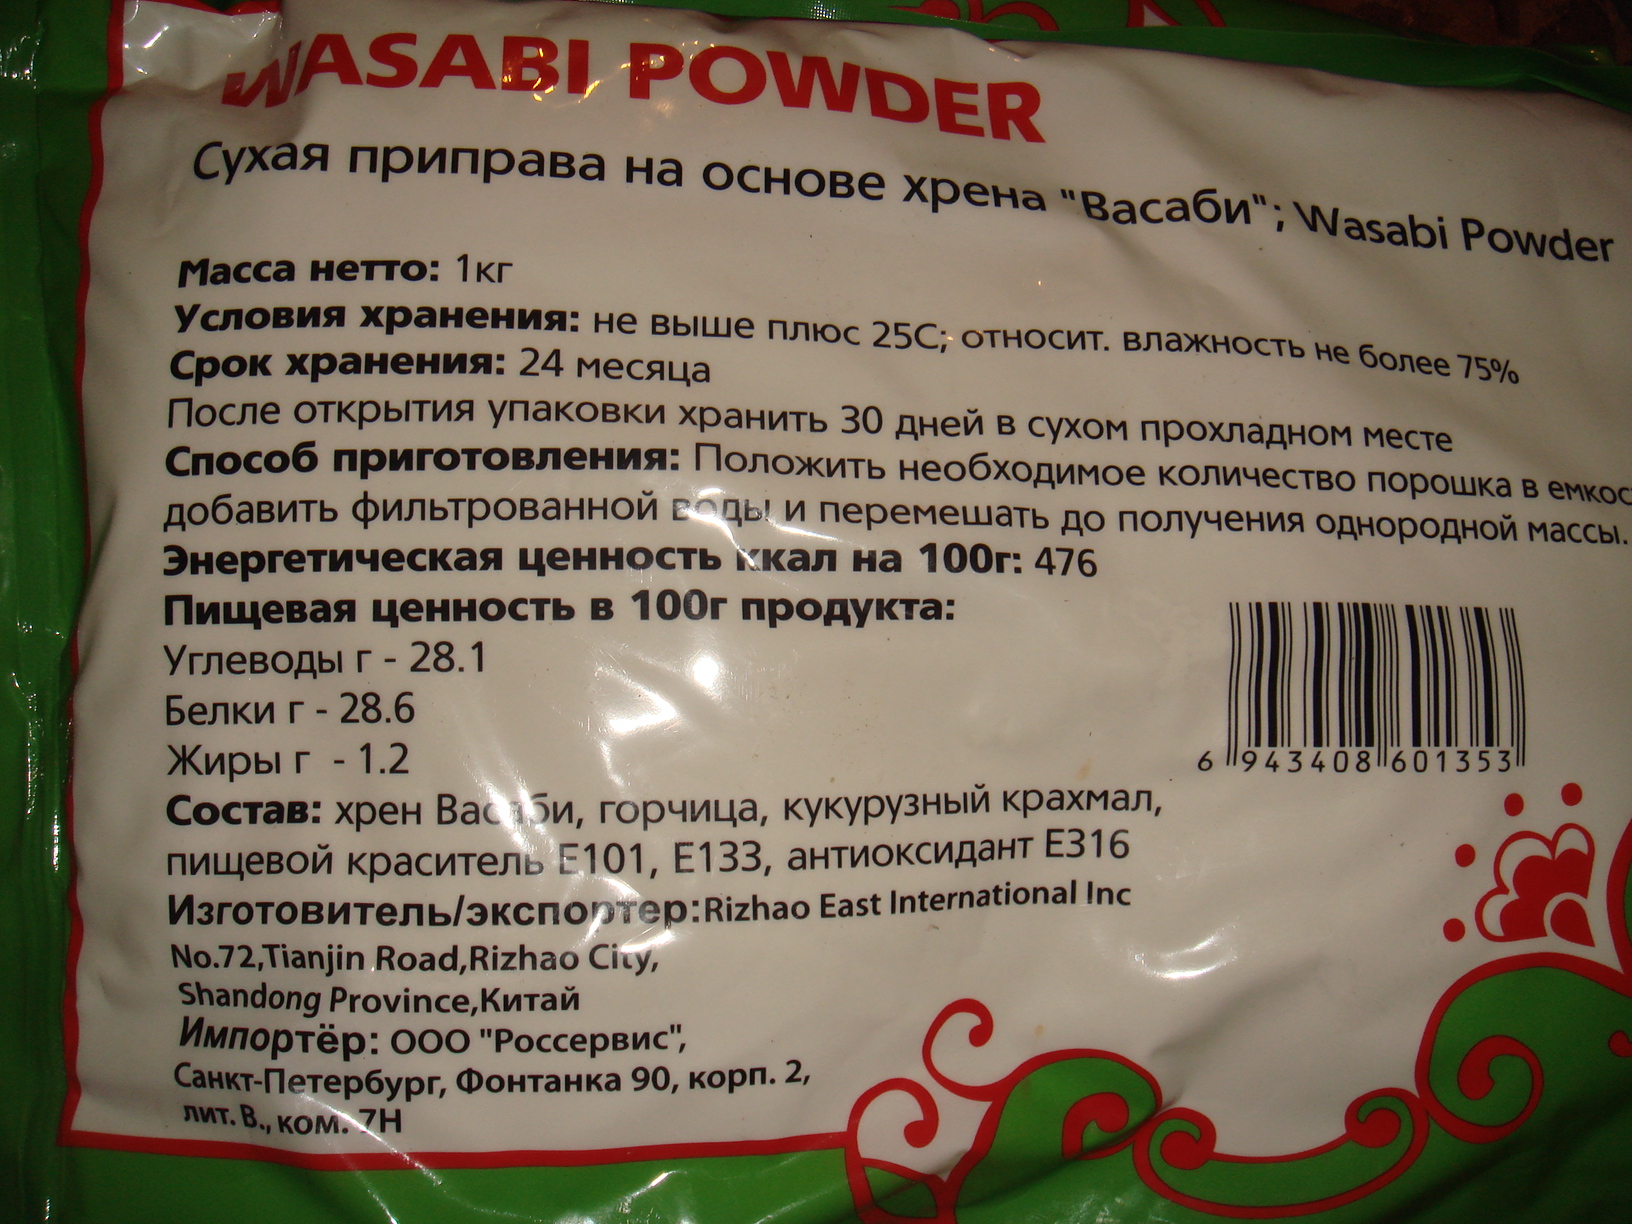 WASABI POWDER
Сухая приправа на основе хрена "Васаби"; Wasabi Powder
Масса нетто: 1кг
Условия хранения: не выше плюс 25С; относит. влажность не более 75%
Срок хранения: 24 месяца
После открытия упаковки хранить 30 дней в сухом прохладном месте
Способ приготовления: Положить необходимое количество порошка в
добавить фильтрованной воды и перемешать до получения однородной массы.
Энергетическая ценность ккал на 100г: 476
Пищевая ценность в 100г продукта:
Углеводы г - 28.1
Белки г - 28.6
Жиры г - 1.2
6 943408 601353
Состав: хрен Васаби, горчица, кукурузный крахмал,
пищевой краситель Е101, Е133, антиоксидант Е316
Изготовитель/экспортер:Rizhao East International Inc
No.72,Tianjin Road,Rizhao City,
Shandong Province,Китай
Импортёр: ООО "Россервис",
Санкт-Петербург, Фонтанка 90, корп. 2,
лит. В., ком. 7Н